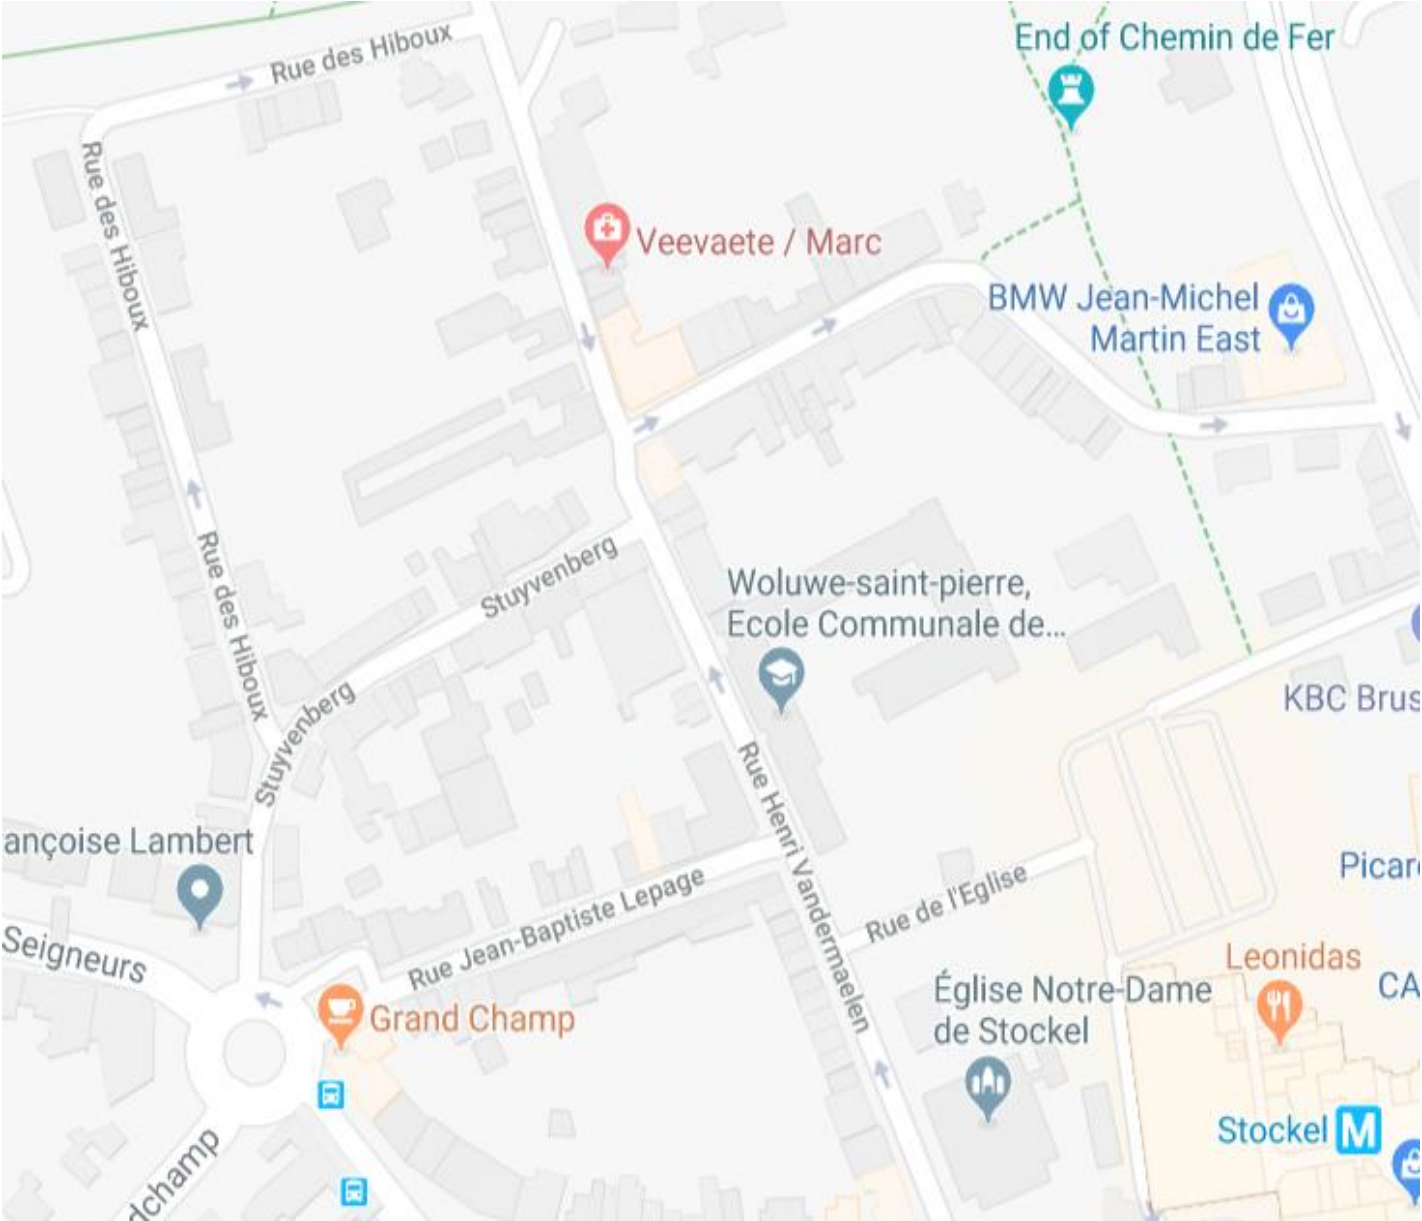 End of Chemin de Fer
Rue des Hiboux
Rue des Hiboux
Veevaete / Marc
BMW Jean-Michel
Martin East
Stuyvenberg
Rue des Hiboux
Woluwe-saint-pierre,
Ecole Communale de...
KBC Brus
Stuyvenberg
Rue Henri Vandermaelen
ançoise Lambert
Picar
Rue Jean-Baptiste Lepage
Rue de l'Eglise
Seigneurs
Leonidas
CA
Église Notre-Dame
de Stockel
Grand Champ
Stockel
M
dchamp